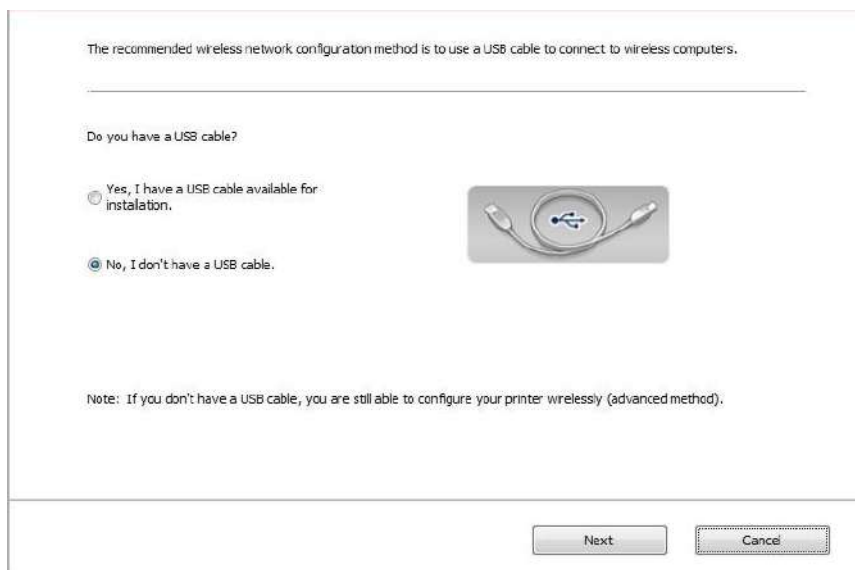 The recommended wireless network configuration method is to use a USB cable to connect to wireless computers.
Do you have a USB cable?
Yes, I have a USB cable available for
installation.
No, I don't have a USB cable.
Note: If you don't have a USB cable, you are still able to configure your printer wirelessly (advanced method).
Next
Cancel